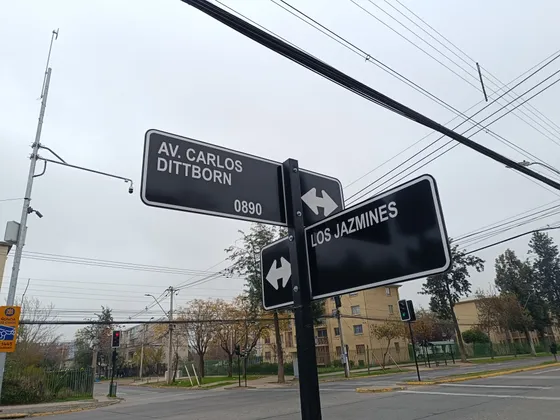 AV. CARLOS
DITTBORN
0890
LOS JAZMINES